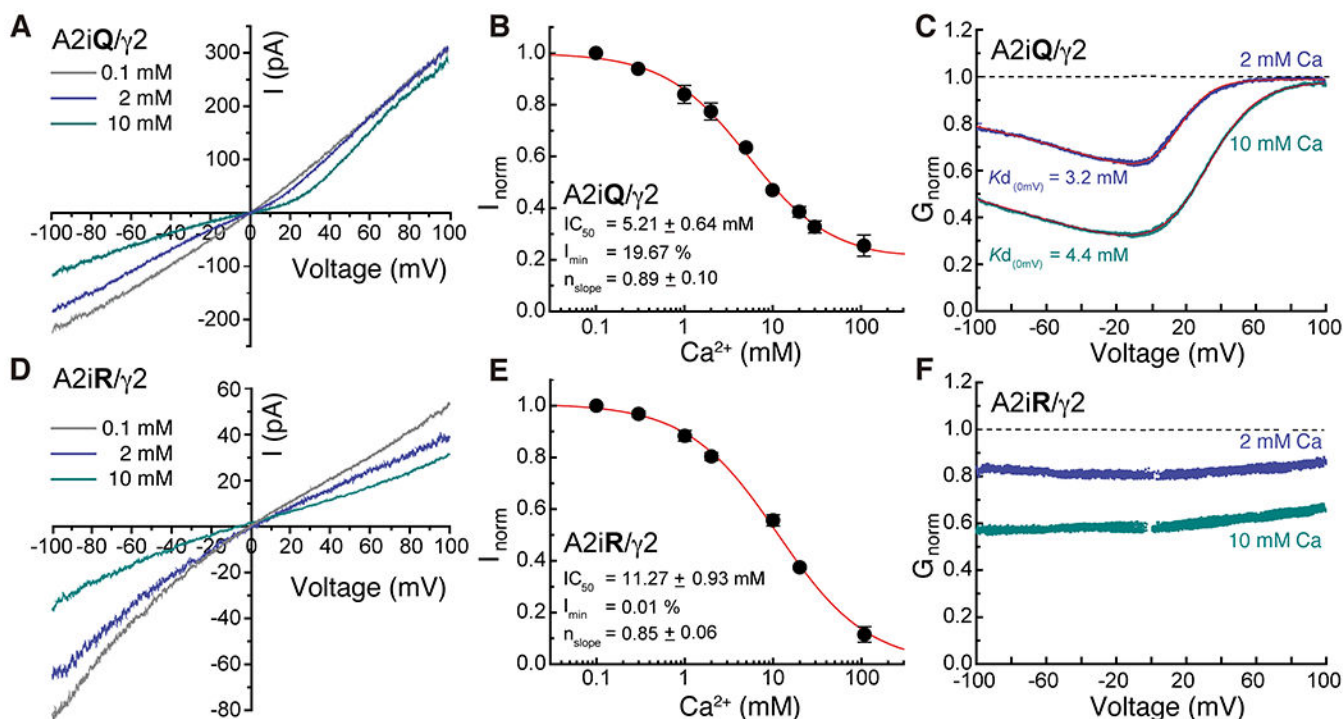 A
A2iQ/γ2
0.1 mM
2 mM
10 mM
I (pA)
300
200
100
-100
-200
-100 -80 -60 -40 -20 0 20 40 60 80 100
Voltage (mV)
B
A2iQ/γ2
IC50 = 5.21 ± 0.64 mM
Imin = 19.67 %
nslope = 0.89 ± 0.10
Inorm
1.0
0.8
0.6
0.4
0.2
0.0
0.1 1 10 100
Ca2+ (mM)
C
A2iQ/γ2
2 mM Ca
10 mM Ca
Kd(0mV) = 3.2 mM
Kd(0mV) = 4.4 mM
Gnorm
1.2
1.0
0.8
0.6
0.4
0.2
0.0
-100 -60 -20 20 60 100
Voltage (mV)
D
A2iR/γ2
0.1 mM
2 mM
10 mM
I (pA)
60
40
20
-20
-40
-60
-80
-100 -80 -60 -40 -20 0 20 40 60 80 100
Voltage (mV)
E
A2iR/γ2
IC50 = 11.27 ± 0.93 mM
Imin = 0.01 %
nslope = 0.85 ± 0.06
Inorm
1.0
0.8
0.6
0.4
0.2
0.0
0.1 1 10 100
Ca2+ (mM)
F
A2iR/γ2
2 mM Ca
10 mM Ca
Gnorm
1.2
1.0
0.8
0.6
0.4
0.2
0.0
-100 -60 -20 20 60 100
Voltage (mV)